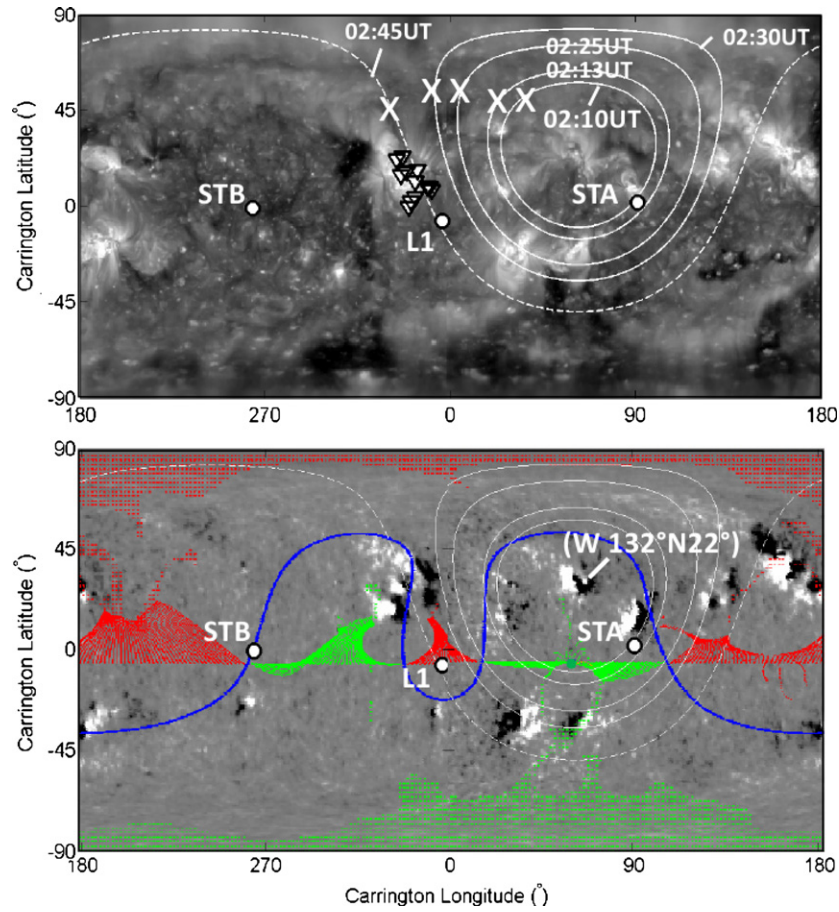 90
02:45UT
02:30UT
02:25UT
02:13UT
02:10UT
X X X X X
45
0
-45
-90
STB
L1
STA
180 270 0 90 180
Carrington Latitude (°)
90
45
0
-45
-90
(W 132°N22°)
STB
L1
STA
180 270 0 90 180
Carrington Latitude (°)
Carrington Longitude (°)